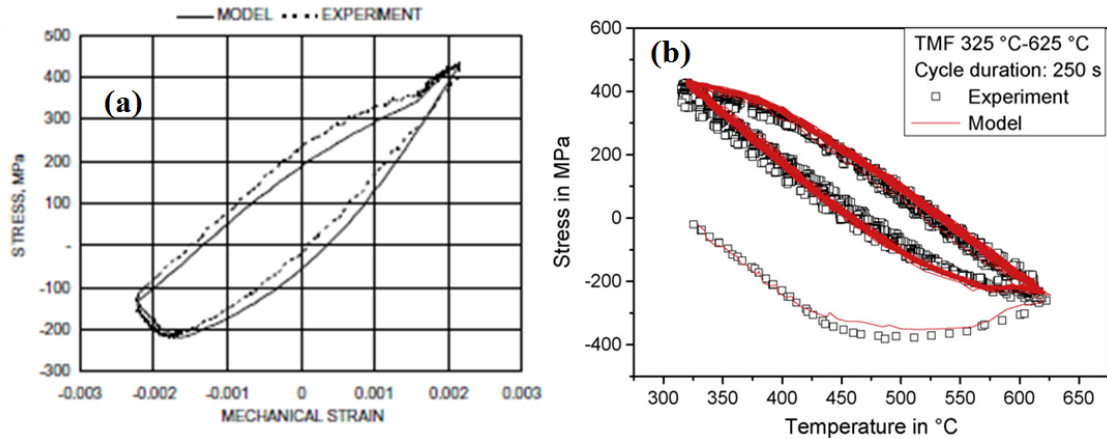 MODEL EXPERIMENT
(a)
STRESS, MPa
500
400
300
200
100
-
-100
-200
-300
-0.003 -0.002 -0.001 0 0.001 0.002 0.003
MECHANICAL STRAIN
(b)
TMF 325 °C-625 °C
Cycle duration: 250 s
Experiment
Model
Stress in MPa
400
200
0
-200
-400
300 350 400 450 500 550 600 650
Temperature in °C